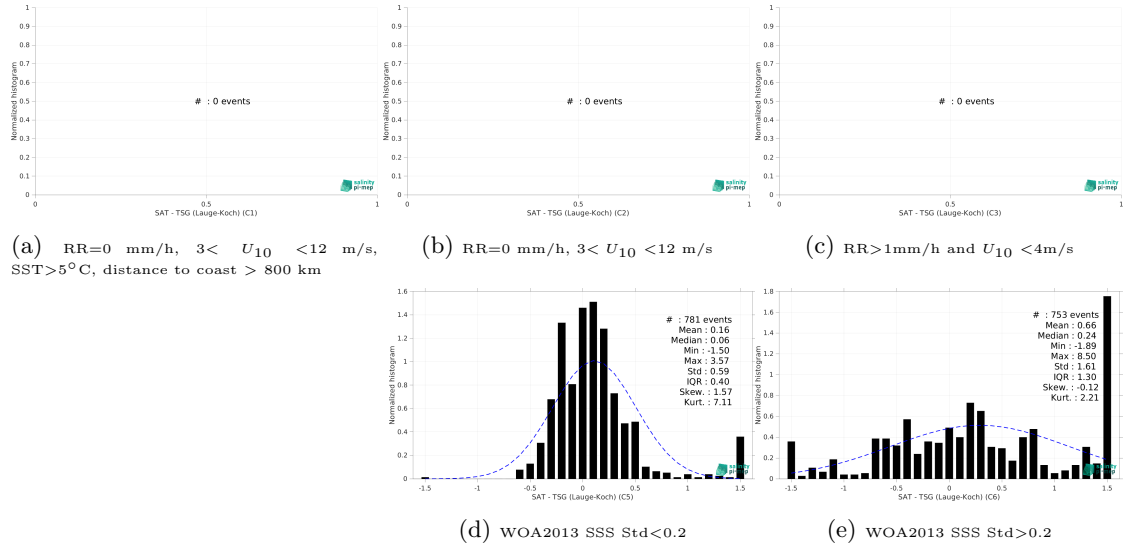 1
0.9
0.8
0.7
0.6
0.5
0.4
0.3
0.2
0.1
0
Normalized histogram
# : 0 events
salinity
pi-mep
0 0.5 1
SAT - TSG (Lauge-Koch) (C1)
(a) RR=0 mm/h, 3< U10 <12 m/s,
SST>5°C, distance to coast > 800 km
1
0.9
0.8
0.7
0.6
0.5
0.4
0.3
0.2
0.1
0
Normalized histogram
# : 0 events
salinity
pi-mep
0 0.5 1
SAT - TSG (Lauge-Koch) (C2)
(b) RR=0 mm/h, 3< U10 <12 m/s
1
0.9
0.8
0.7
0.6
0.5
0.4
0.3
0.2
0.1
0
Normalized histogram
# : 0 events
salinity
pi-mep
0 0.5 1
SAT - TSG (Lauge-Koch) (C3)
(c) RR>1mm/h and U10 <4m/s
1.6
1.4
1.2
1
0.8
0.6
0.4
0.2
0
Normalized histogram
# : 781 events
Mean : 0.16
Median : 0.06
Min : -1.50
Max : 3.57
Std : 0.59
IQR : 0.40
Skew. : 1.57
Kurt. : 7.11
salinity
pi-mep
-1.5 -1 -0.5 0 0.5 1 1.5
SAT - TSG (Lauge-Koch) (C5)
(d) WOA2013 SSS Std<0.2
1.8
1.6
1.4
1.2
1
0.8
0.6
0.4
0.2
0
Normalized histogram
# : 753 events
Mean : 0.66
Median : 0.24
Min : -1.89
Max : 8.50
Std : 1.61
IQR : 1.30
Skew. : -0.12
Kurt. : 2.21
salinity
pi-mep
-1.5 -1 -0.5 0 0.5 1 1.5
SAT - TSG (Lauge-Koch) (C6)
(e) WOA2013 SSS Std>0.2